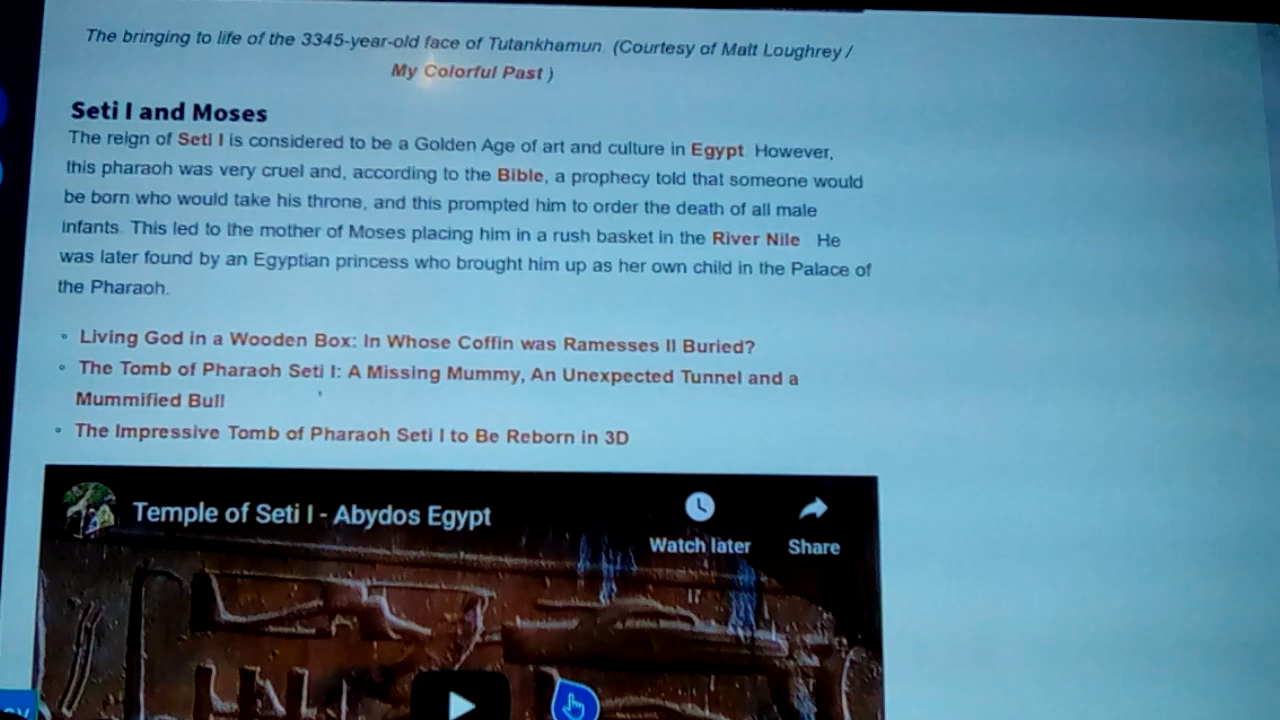 The bringing to life of the 3345-year-old face of Tutankhamun (Courtesy of Matt Loughrey /
My Colorful Past )
Seti I and Moses
The reign of Seti I is considered to be a Golden Age of art and culture in Egypt. However,
this pharaoh was very cruel and, according to the Bible, a prophecy told that someone would
be born who would take his throne, and this prompted him to order the death of all male
infants. This led to the mother of Moses placing him in a rush basket in the River Nile He
was later found by an Egyptian princess who brought him up as her own child in the Palace of
the Pharaoh.
Living God in a Wooden Box: In Whose Coffin was Ramesses II Buried?
The Tomb of Pharaoh Seti I: A Missing Mummy, An Unexpected Tunnel and a
Mummified Bull
The Impressive Tomb of Pharaoh Seti I to Be Reborn in 3D
Temple of Seti I - Abydos Egypt
Watch later
Share